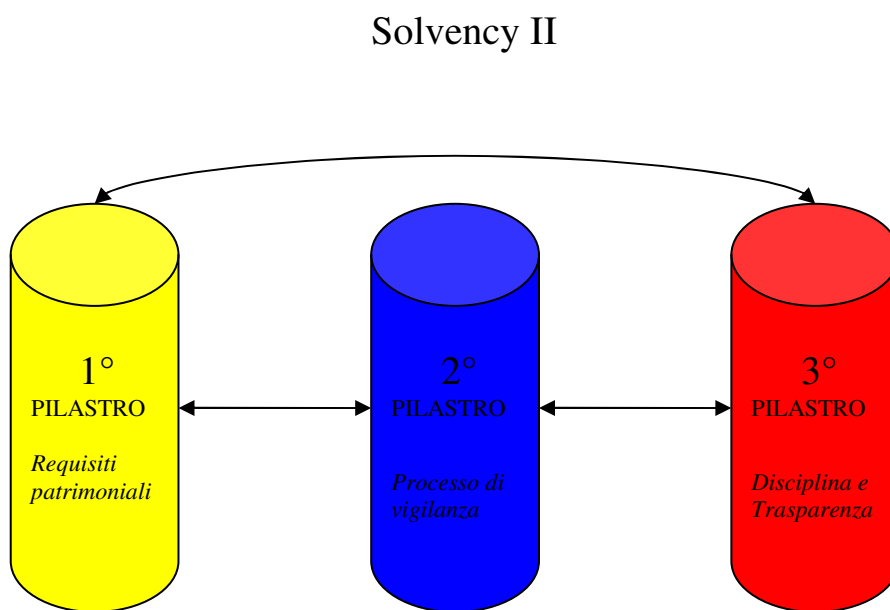 Solvency II
1°
PILASTRO
Requisiti
patrimoniali
2°
PILASTRO
Processo di
vigilanza
3°
PILASTRO
Disciplina e
Trasparenza